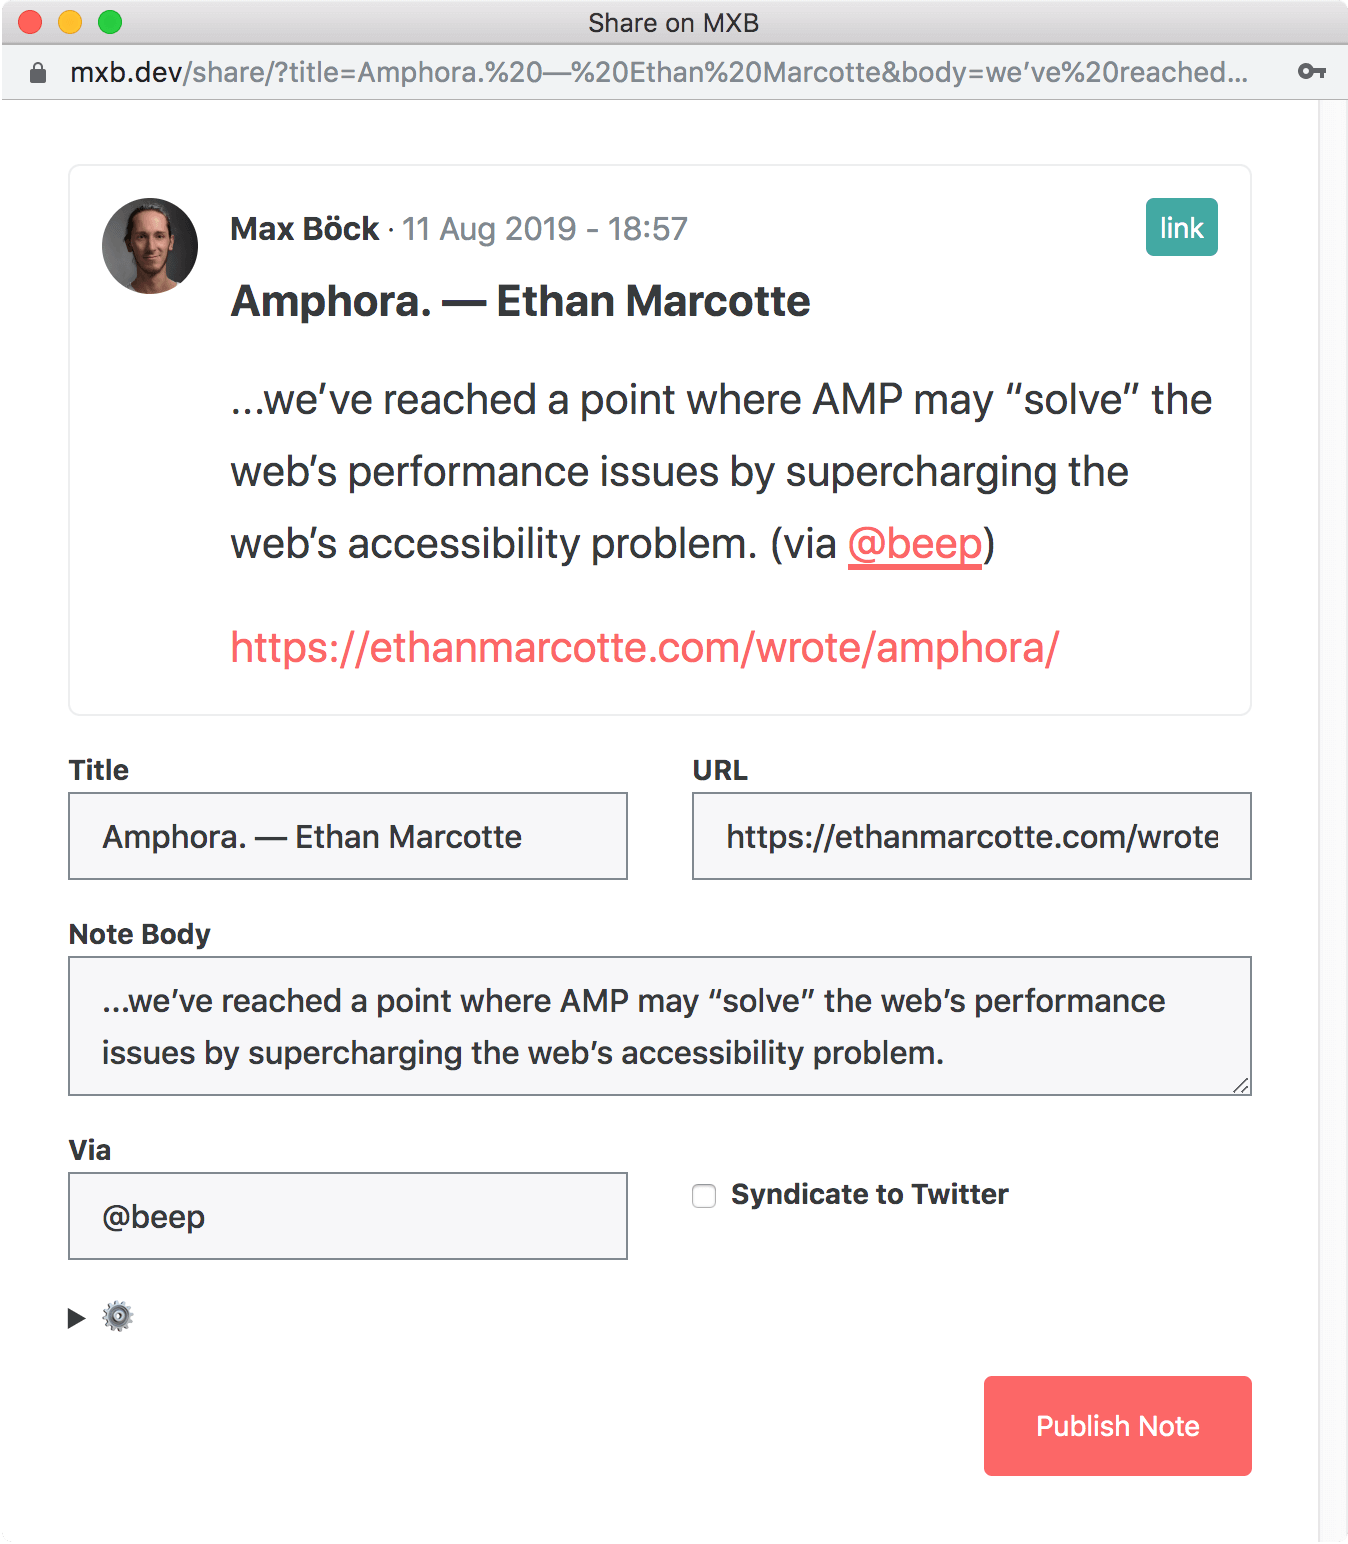 Share on MXB
mxb.dev/share/?title=Amphora.%20—%20Ethan%20Marcotte&body=we’ve%20reached...
Max Böck · 11 Aug 2019 - 18:57
link
Amphora. — Ethan Marcotte
...we’ve reached a point where AMP may “solve” the
web’s performance issues by supercharging the
web’s accessibility problem. (via @beep)
https://ethanmarcotte.com/wrote/amphora/
Title
URL
Amphora. — Ethan Marcotte
https://ethanmarcotte.com/wrote
Note Body
...we’ve reached a point where AMP may “solve” the web’s performance
issues by supercharging the web’s accessibility problem.
Via
@beep
Syndicate to Twitter
Publish Note